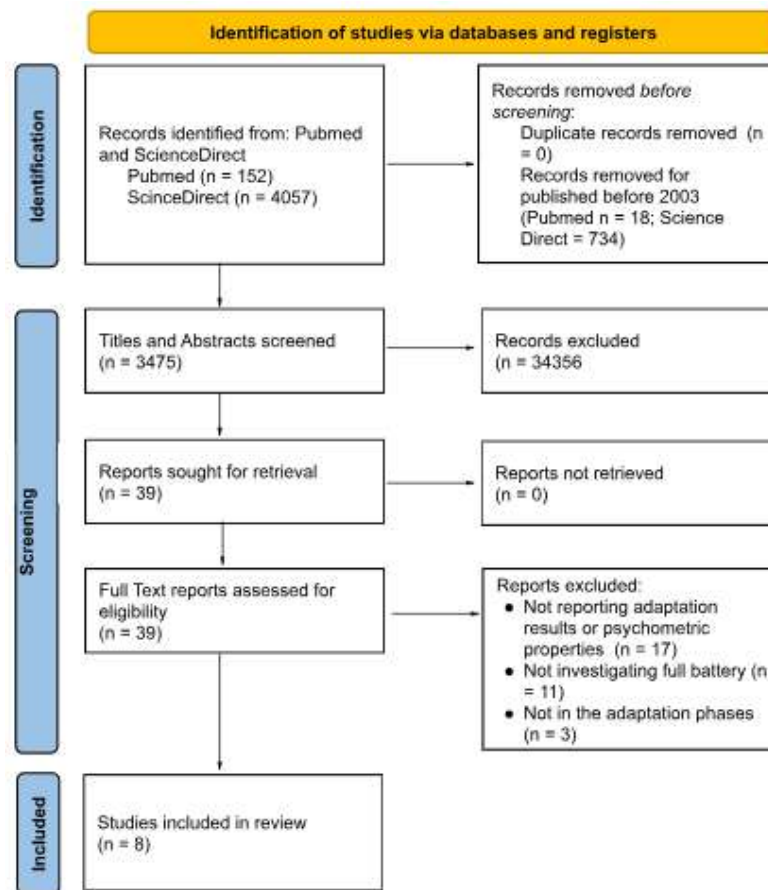 Identification of studies via databases and registers
Identification
Records identified from: Pubmed
and ScienceDirect
Pubmed (n = 152)
ScinceDirect (n = 4057)
Records removed before
screening:
Duplicate records removed (n
= 0)
Records removed for
published before 2003
(Pubmed n = 18; Science
Direct = 734)
Screening
Titles and Abstracts screened
(n = 3475)
Records excluded
(n = 34356
Reports sought for retrieval
(n = 39)
Reports not retrieved
(n = 0)
Full Text reports assessed for
eligibility
(n = 39)
Reports excluded:
● Not reporting adaptation
results or psychometric
properties (n = 17)
● Not investigating full battery (n
= 11)
● Not in the adaptation phases
(n = 3)
Included
Studies included in review
(n = 8)